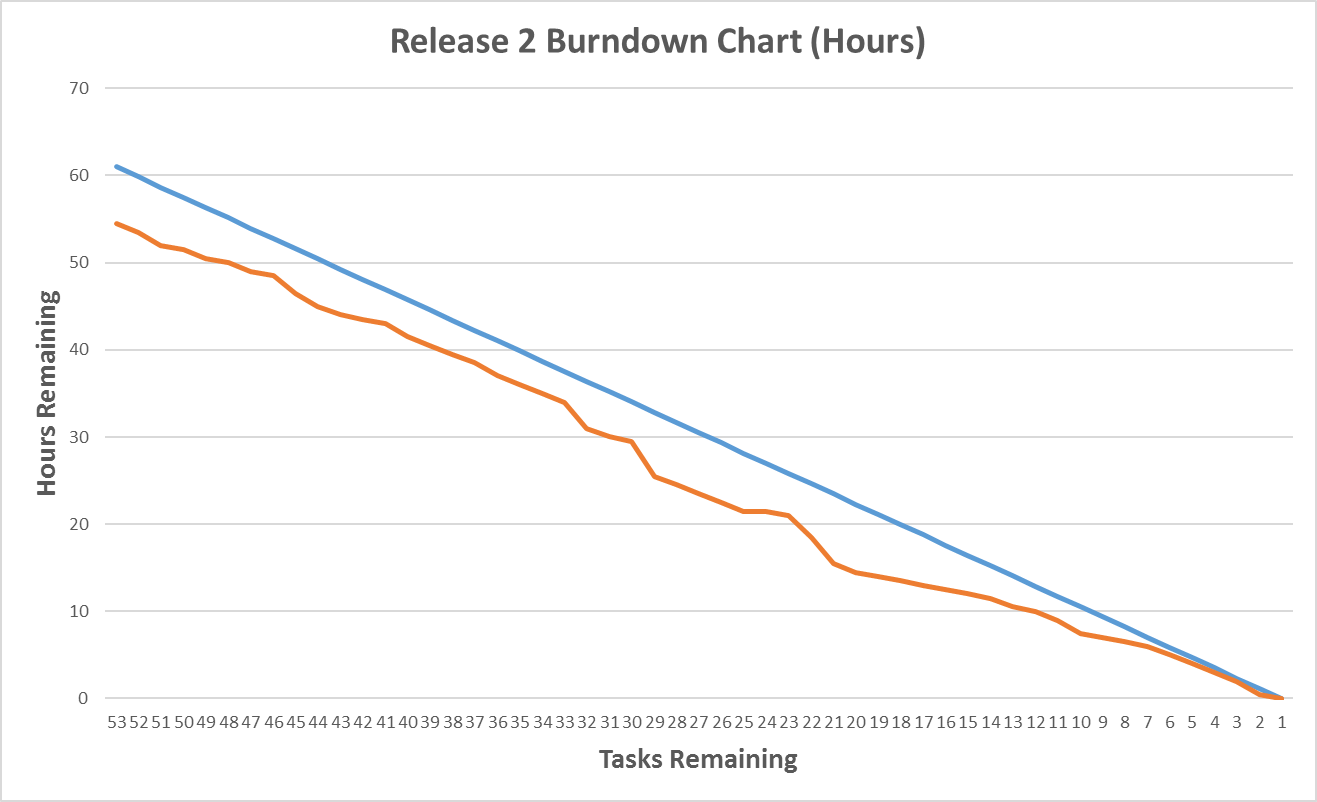 Release 2 Burndown Chart (Hours)
70
60
50
40
30
20
10
0
Hours Remaining
53 52 51 50 49 48 47 46 45 44 43 42 41 40 39 38 37 36 35 34 33 32 31 30 29 28 27 26 25 24 23 22 21 20 19 18 17 16 15 14 13 12 11 10 9 8 7 6 5 4 3 2 1
Tasks Remaining